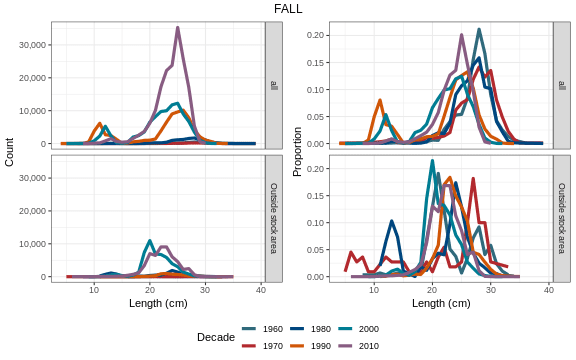 FALL
Count
30,000
20,000
10,000
0
all
30,000
20,000
10,000
0
Outside stock area
10 20 30 40
Length (cm)
Proportion
0.20
0.15
0.10
0.05
0.00
all
0.20
0.15
0.10
0.05
0.00
Outside stock area
10 20 30 40
Length (cm)
Decade
1960 1980 2000
1970 1990 2010